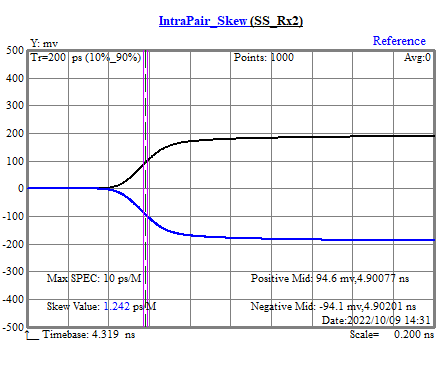 IntraPair_Skew (SS_Rx2)
Y: mv
Reference
500
Tr=200 ps (10%_90%)
Points: 1000
Avg:0
400
300
200
100
0
-100
-200
-300
Max SPEC: 10 ps/M
Positive Mid: 94.6 mv,4.90077 ns
-400
Skew Value: 1.242 ps/M
Negative Mid: -94.1 mv,4.90201 ns
Date:2022/10/09 14:31
-500
Timebase: 4.319 ns
Scale= 0.200 ns